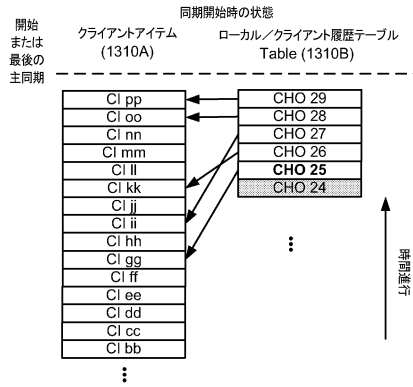 同期開始時の状態
開始
または
最後の
主同期
クライアントアイテム
(1310A)
ローカル／クライアント履歴テーブル
Table (1310B)
CI pp
CI oo
CI nn
CI mm
CI ll
CI kk
CI jj
CI ii
CI hh
CI gg
CI ff
CI ee
CI dd
CI cc
CI bb
CHO 29
CHO 28
CHO 27
CHO 26
CHO 25
CHO 24
時間進行